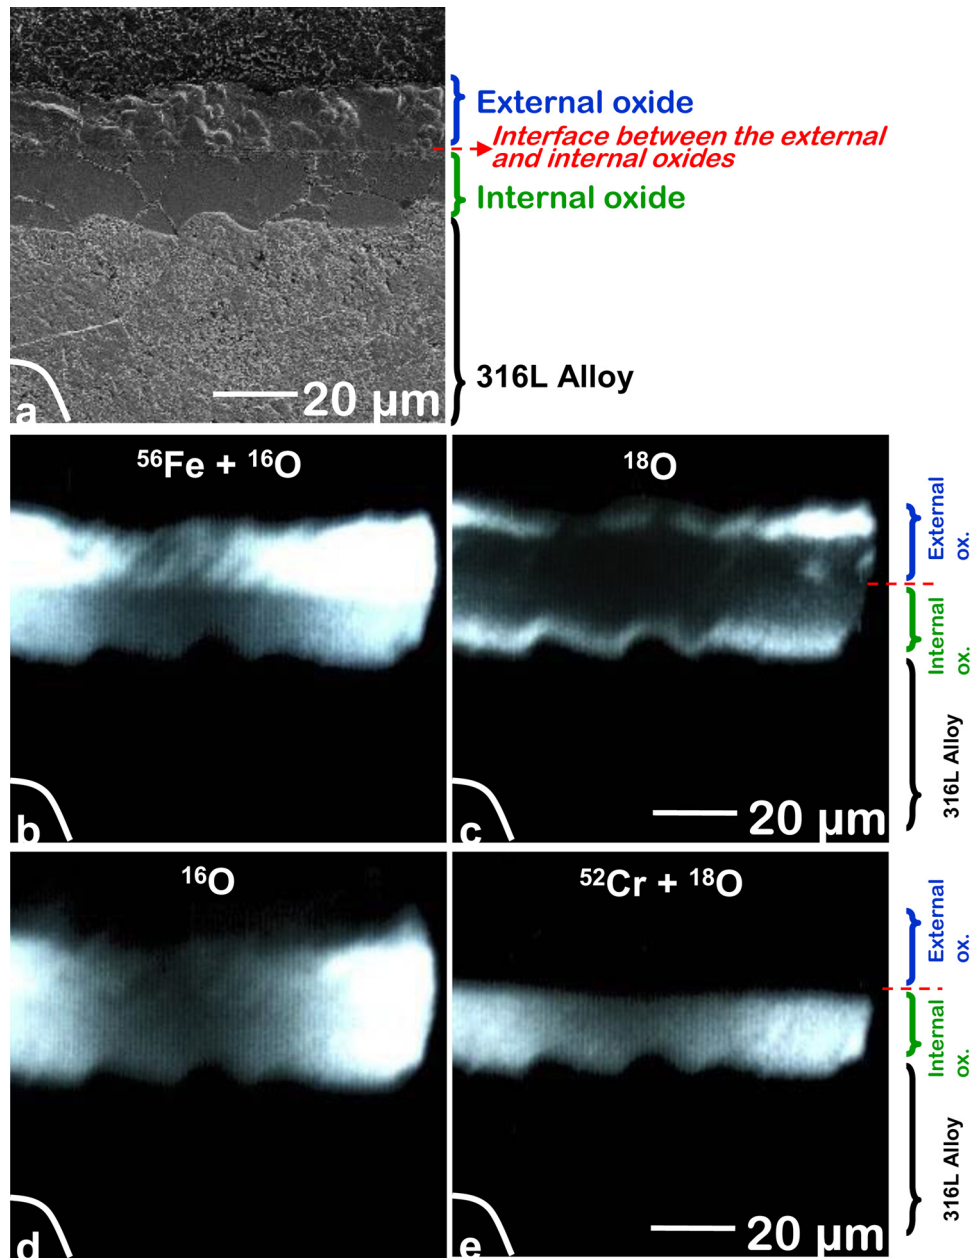 External oxide
Interface between the external
and internal oxides
Internal oxide
316L Alloy
20 µm
a
⁵⁶Fe + ¹⁶O
¹⁸O
External
ox.
Internal
ox.
316L Alloy
b
c
20 µm
¹⁶O
⁵²Cr + ¹⁸O
External
ox.
Internal
ox.
316L Alloy
d
e
20 µm